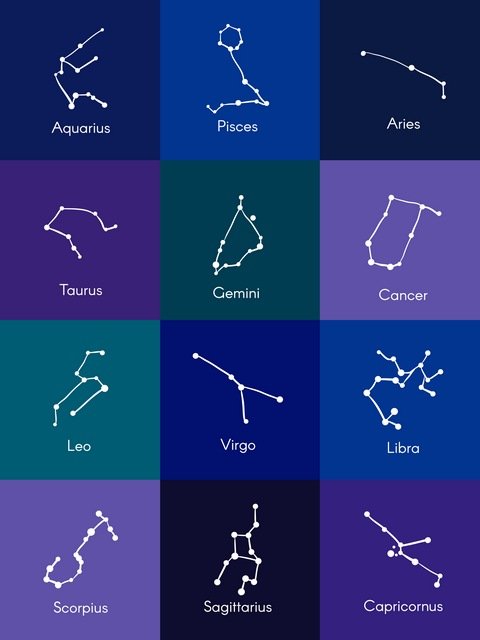 Aquarius
Pisces
Aries
Taurus
Gemini
Cancer
Leo
Virgo
Libra
Scorpius
Sagittarius
Capricornus